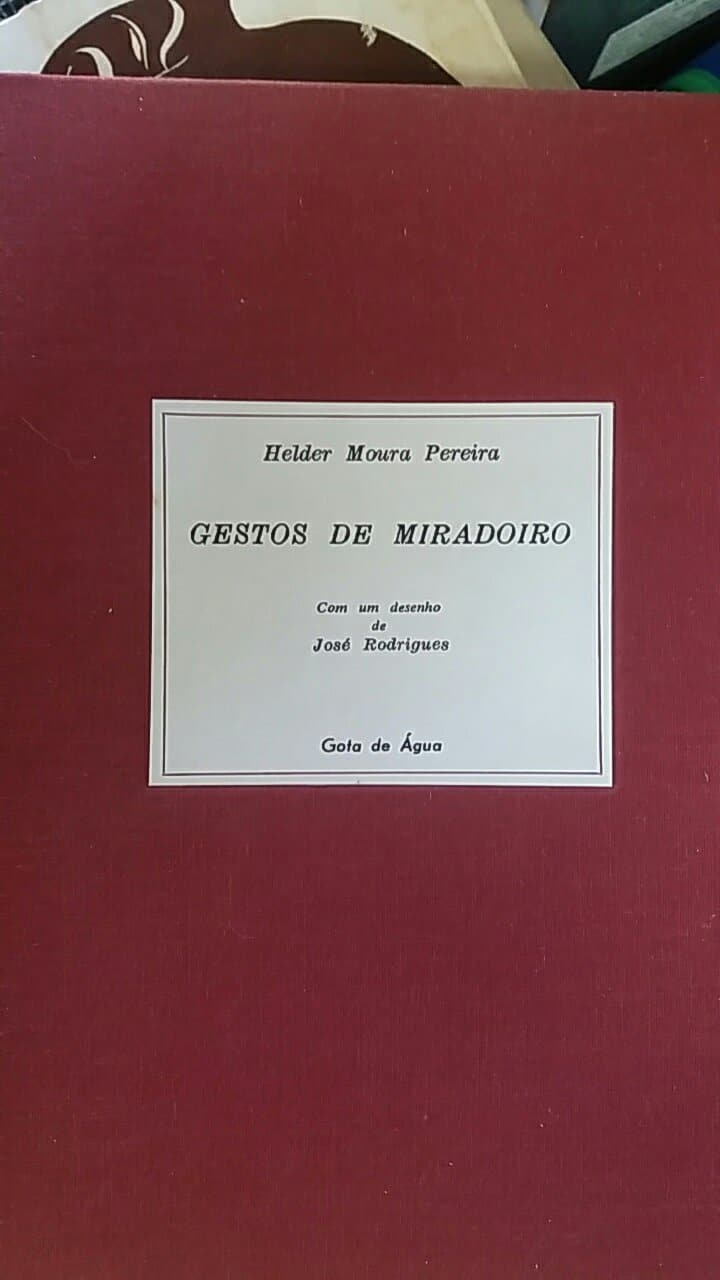 Helder Moura Pereira
GESTOS DE MIRADOIRO
Com um desenho
de
José Rodrigues
Gota de Água